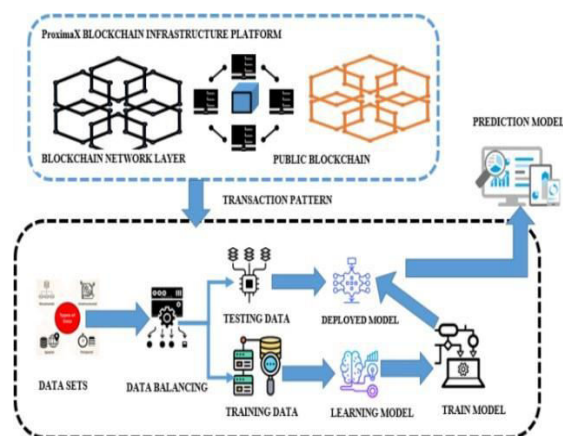 ProximaX BLOCKCHAIN INFRASTRUCTURE PLATFORM
BLOCKCHAIN NETWORK LAYER
PUBLIC BLOCKCHAIN
PREDICTION MODEL
TRANSACTION PATTERN
TESTING DATA
DEPLOYED MODEL
DATA SETS
DATA BALANCING
TRAINING DATA
LEARNING MODEL
TRAIN MODEL